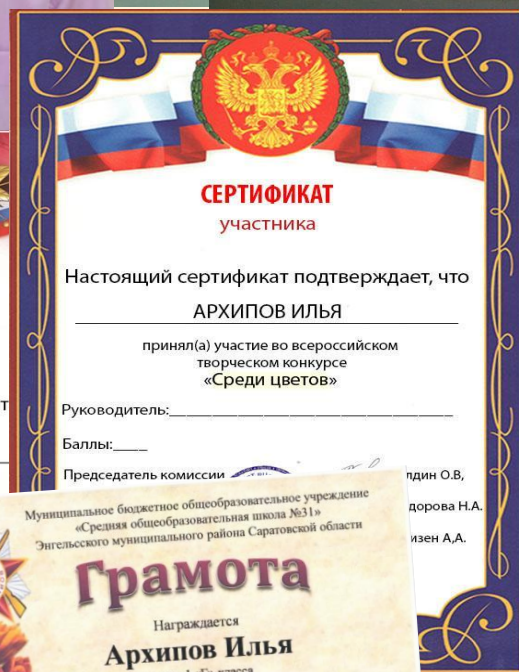 СЕРТИФИКАТ
участника
Настоящий сертификат подтверждает, что
АРХИПОВ ИЛЬЯ
принял(а) участие во всероссийском
творческом конкурсе
«Среди цветов»
Руководитель:
Баллы:
Председатель комиссии
О.В,
Н.А.
А,А.
Муниципальное бюджетное общеобразовательное учреждение
«Средняя общеобразовательная школа №31»
Энгельсского муниципального района Саратовской области
Грамота
Награждается
Архипов Илья
класса